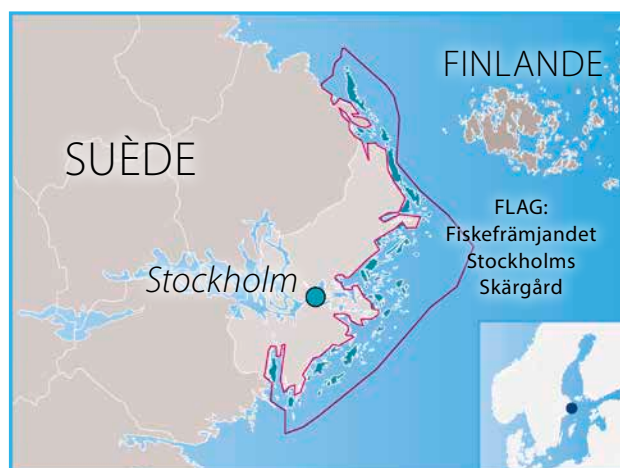 FINLANDE
SUÈDE
FLAG:
Fiskefrämjandet
Stockholms
Skärgård
Stockholm